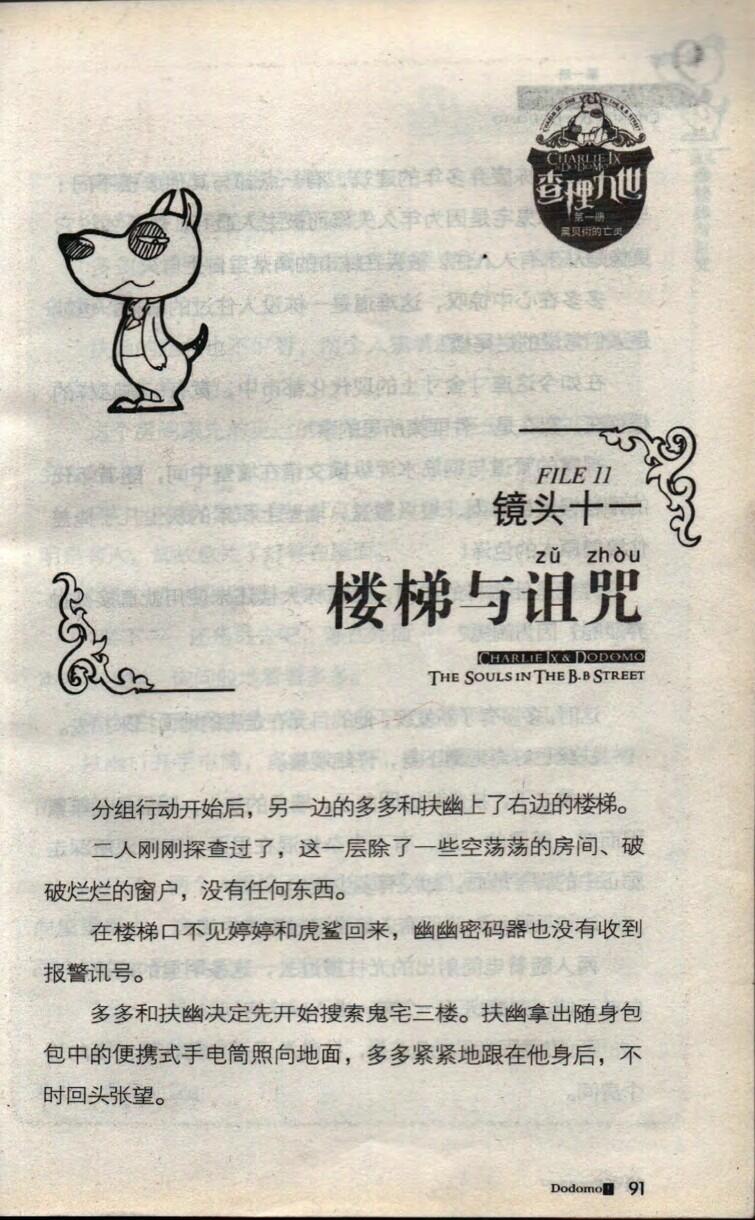 CHARLIE IX
DODOMO
查理九世
第一册
黑贝街的亡灵
FILE 11
镜头十一
zǔ zhòu
楼梯与诅咒
CHARLIE IX & DODOMO
THE SOULS IN THE B.B STREET
分组行动开始后，另一边的多多和扶幽上了右边的楼梯。
二人刚刚探查过了，这一层除了一些空荡荡的房间、破
破烂烂的窗户，没有任何东西。
在楼梯口不见婷婷和虎鲨回来，幽幽密码器也没有收到
报警讯号。
多多和扶幽决定先开始搜索鬼宅三楼。扶幽拿出随身包
包中的便携式手电筒照向地面，多多紧紧地跟在他身后，不
时回头张望。
Dodomo! 91